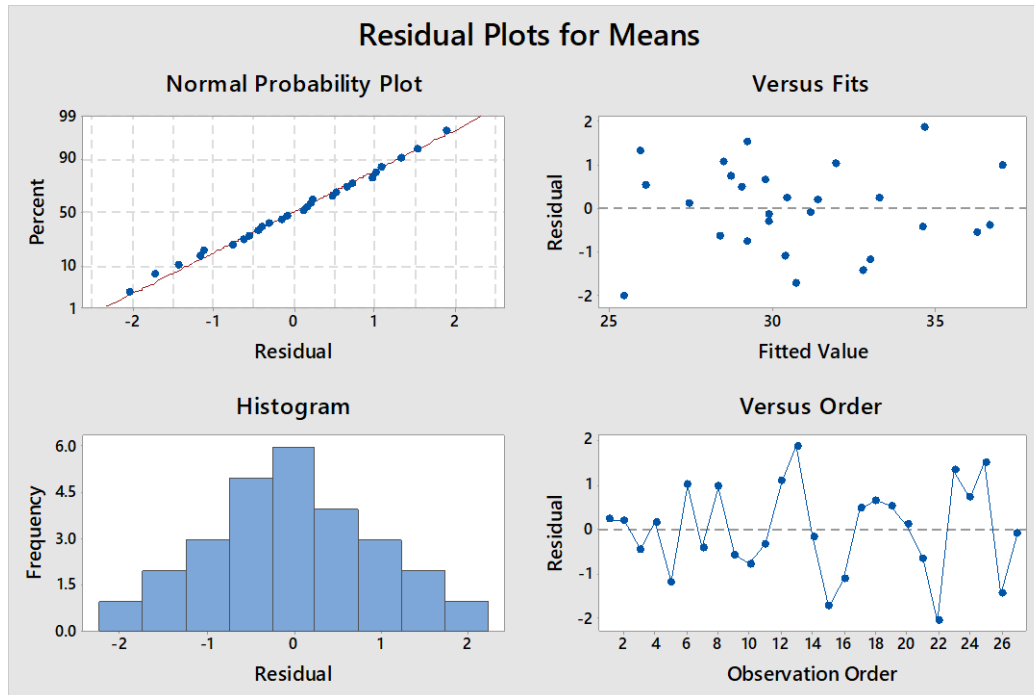 Residual Plots for Means
Normal Probability Plot
Percent
99
90
50
10
1
-2 -1 0 1 2
Residual
Versus Fits
Residual
2
1
0
-1
-2
25 30 35
Fitted Value
Histogram
Frequency
6.0
4.5
3.0
1.5
0.0
-2 -1 0 1 2
Residual
Versus Order
Residual
2
1
0
-1
-2
2 4 6 8 10 12 14 16 18 20 22 24 26
Observation Order